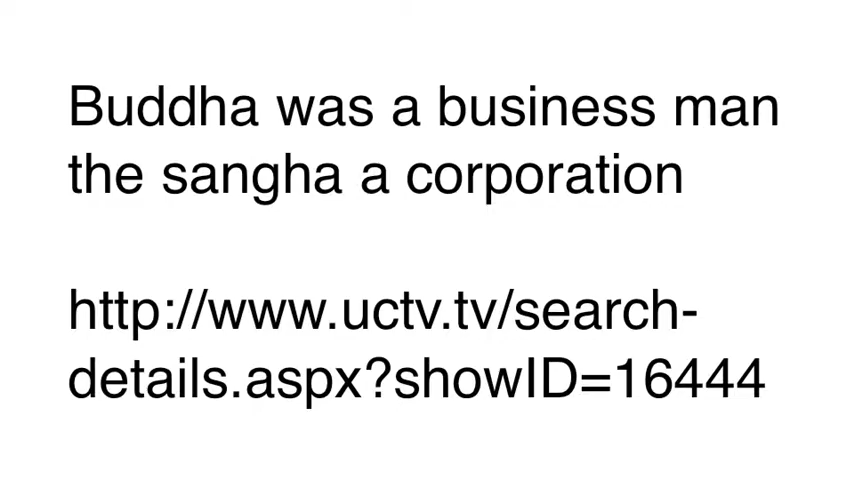 Buddha was a business man
the sangha a corporation
http://www.uctv.tv/search-
details.aspx?showID=16444